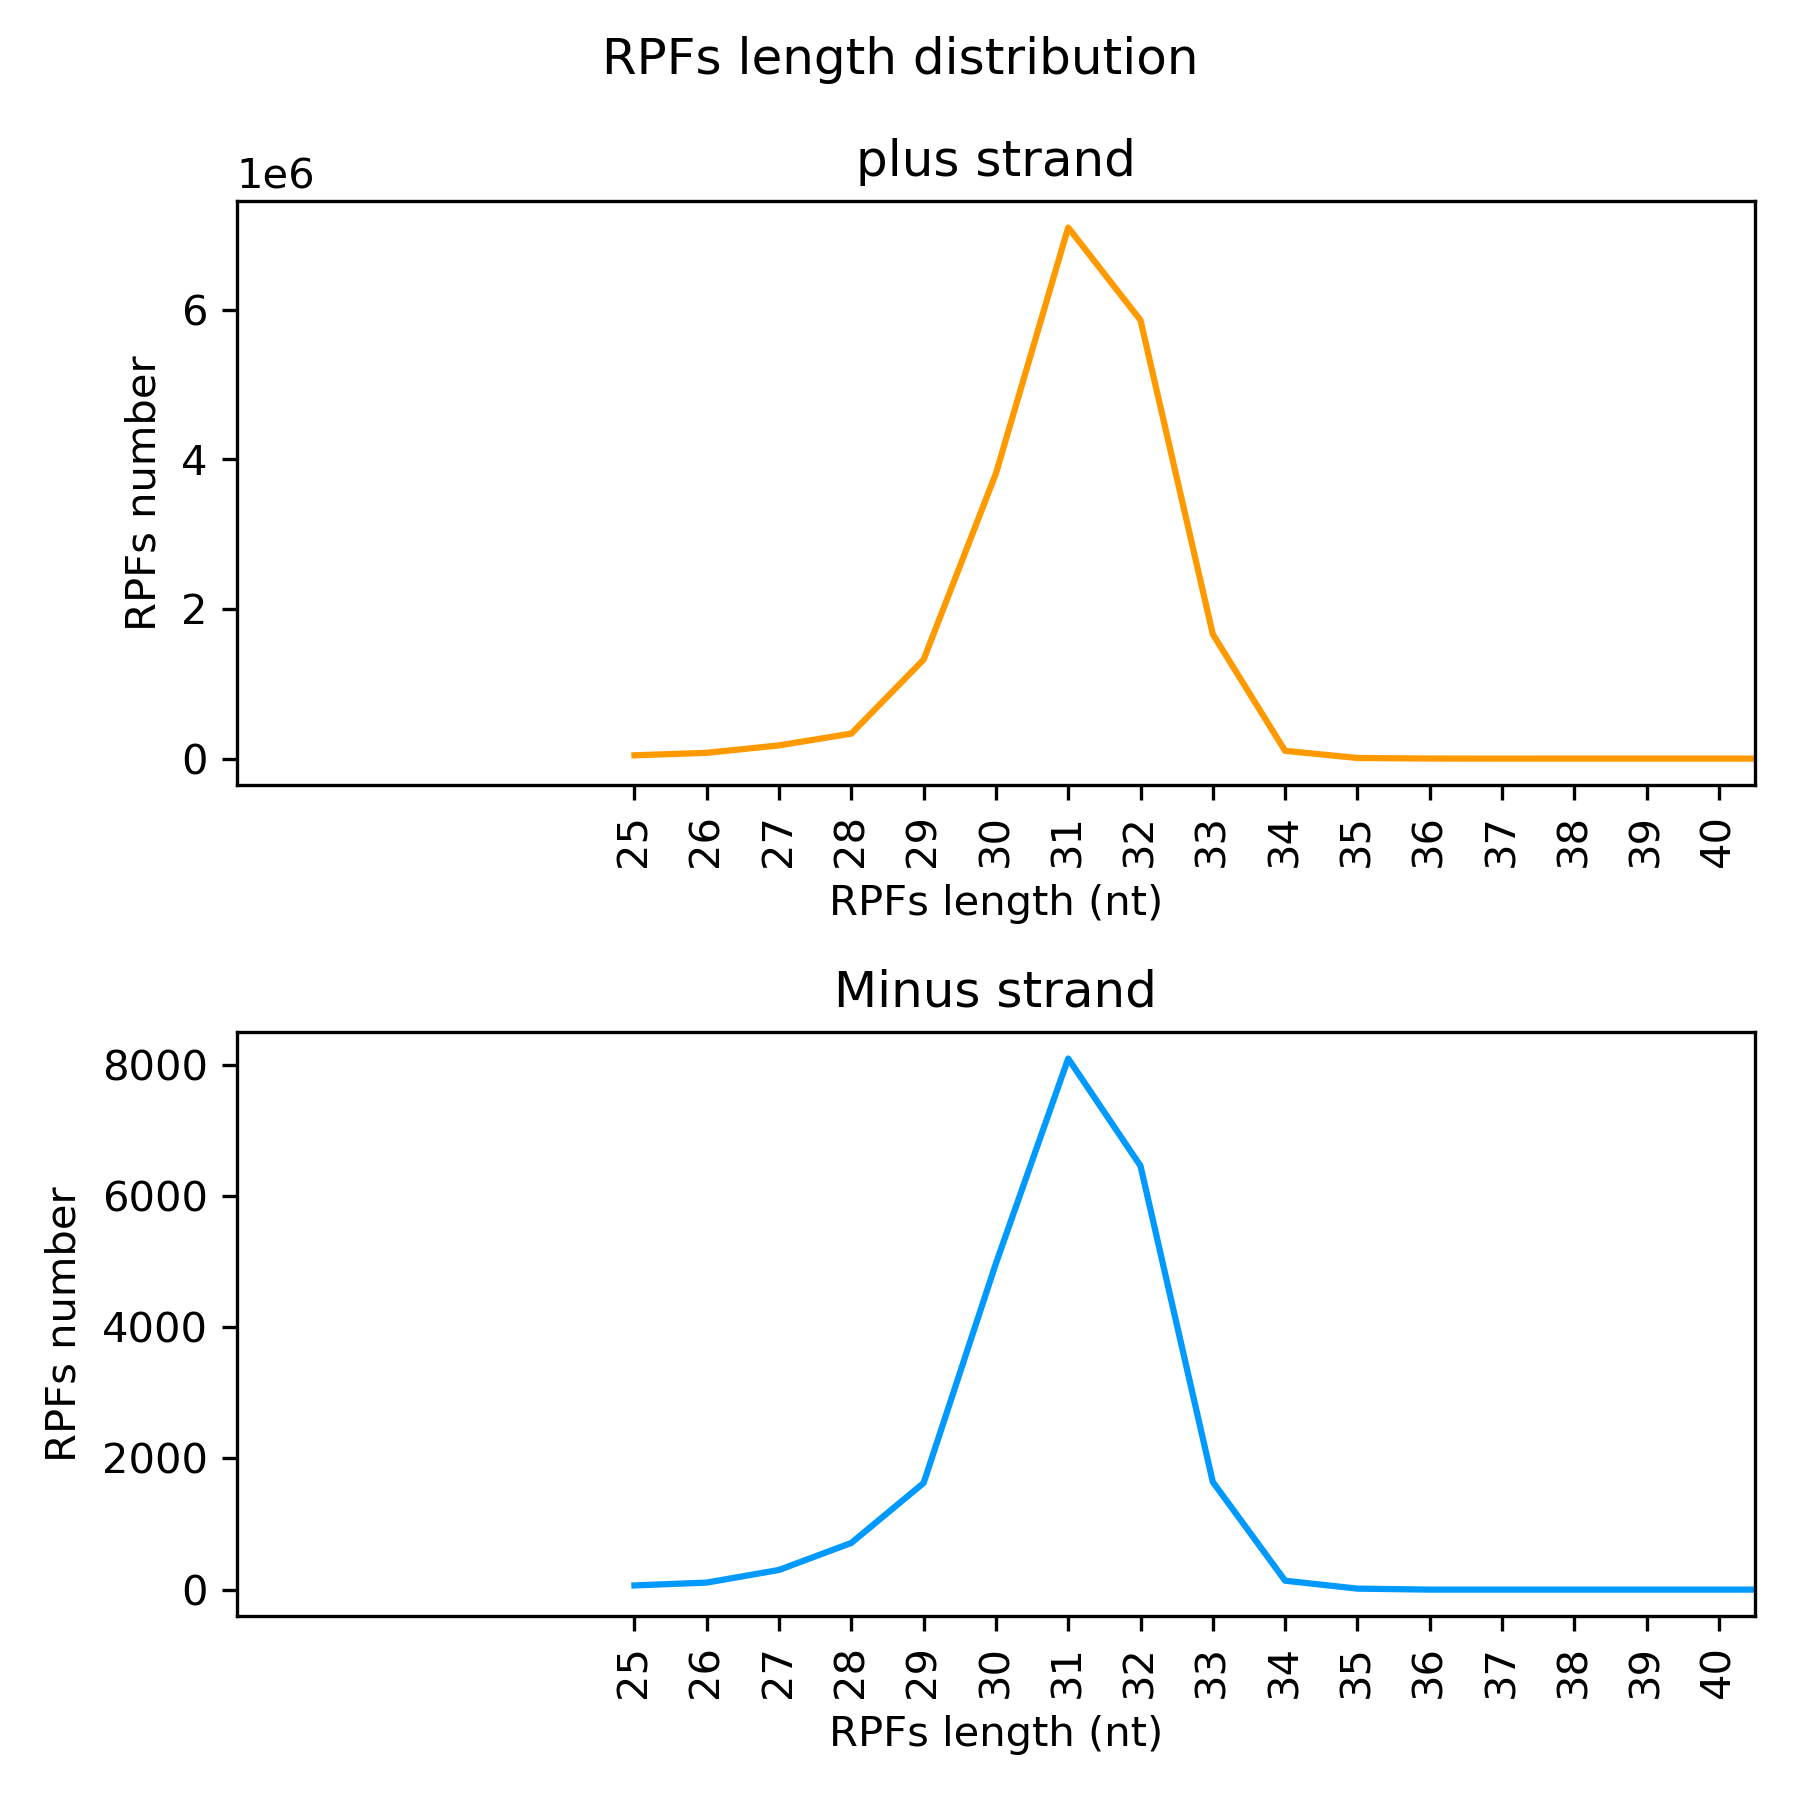 RPFs length distribution
plus strand
1e6
RPFs number
6
4
2
0
25 26 27 28 29 30 31 32 33 34 35 36 37 38 39 40
RPFs length (nt)
Minus strand
RPFs number
8000
6000
4000
2000
0
25 26 27 28 29 30 31 32 33 34 35 36 37 38 39 40
RPFs length (nt)